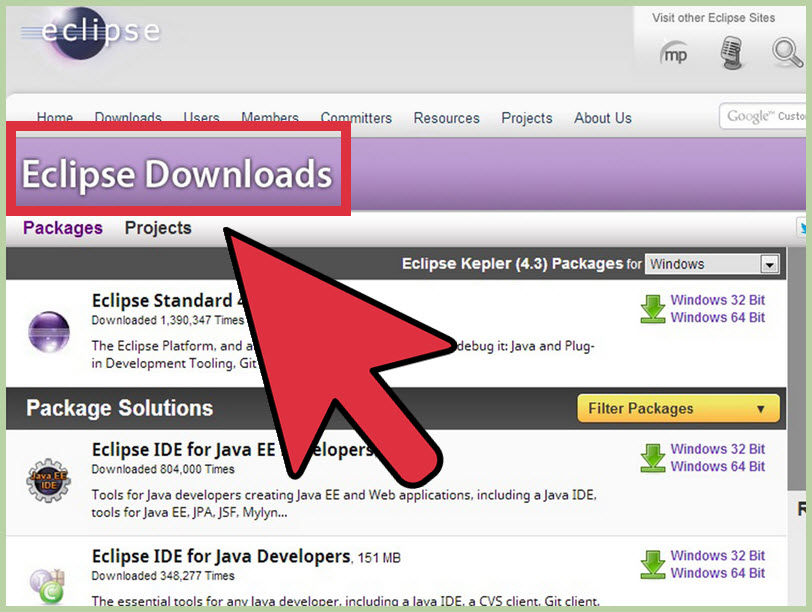 eclipse
Visit other Eclipse Sites
mp
Home Downloads Users Members Committers Resources Projects About Us
Google™ Custo
Eclipse Downloads
Packages Projects
Eclipse Kepler (4.3) Packages for Windows
Eclipse Standard 4
Windows 32 Bit
Downloaded 1,390,347 Times
Windows 64 Bit
The Eclipse Platform, and a debug it: Java and Plug-
in Development Tooling, Git
Package Solutions
Filter Packages
Eclipse IDE for Java EE elopers
Windows 32 Bit
Downloaded 804,000 Times
Windows 64 Bit
Java EE
IDE
Tools for Java developers creating Java EE and Web applications, including a Java IDE,
tools for Java EE, JPA, JSF, Mylyn...
R
Eclipse IDE for Java Developers, 151 MB
Windows 32 Bit
Downloaded 348,277 Times
Windows 64 Bit
The essential tools for any Java developer, including a Java IDE, a CVS client, Git client,